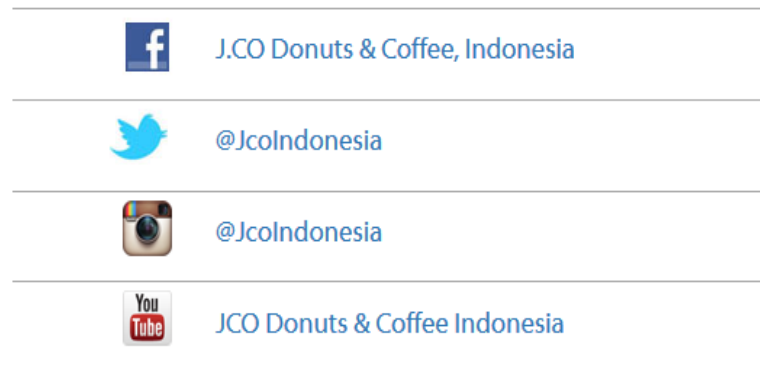 f
J.CO Donuts & Coffee, Indonesia
@JcoIndonesia
@JcoIndonesia
You
Tube
JCO Donuts & Coffee Indonesia